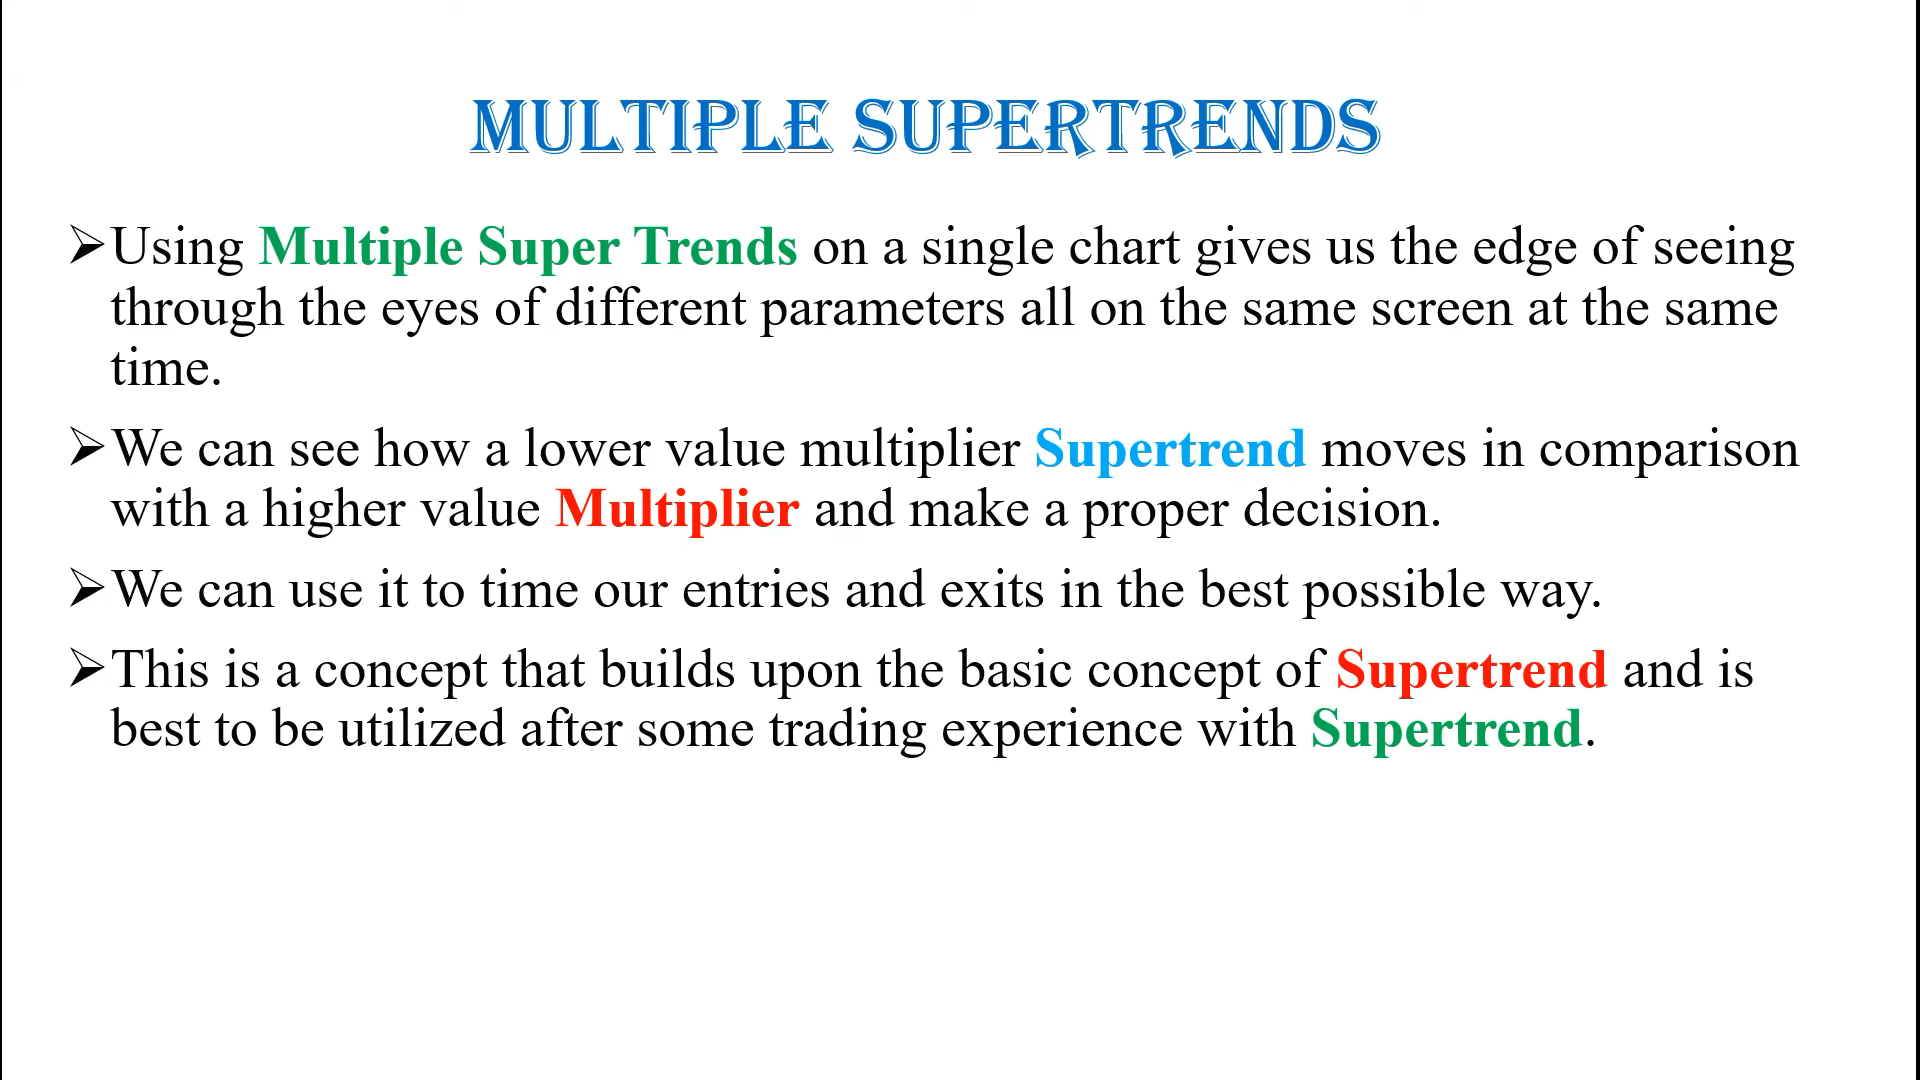 MULTIPLE SUPERTRENDS
➢Using Multiple Super Trends on a single chart gives us the edge of seeing
through the eyes of different parameters all on the same screen at the same
time.
➢We can see how a lower value multiplier Supertrend moves in comparison
with a higher value Multiplier and make a proper decision.
➢We can use it to time our entries and exits in the best possible way.
➢This is a concept that builds upon the basic concept of Supertrend and is
best to be utilized after some trading experience with Supertrend.